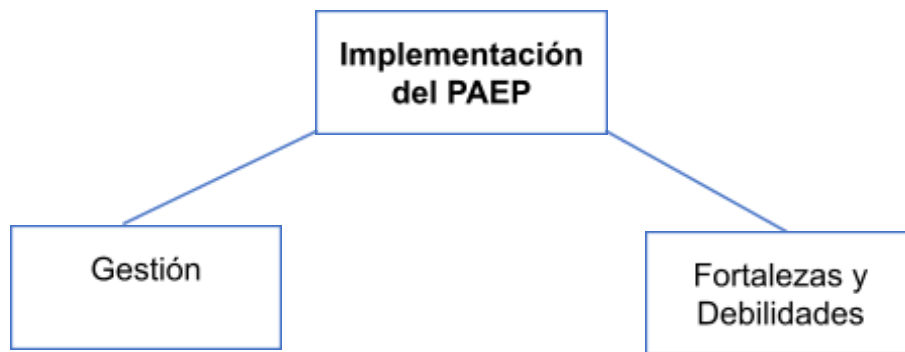 Implementación
del PAEP
Gestión
Fortalezas y
Debilidades